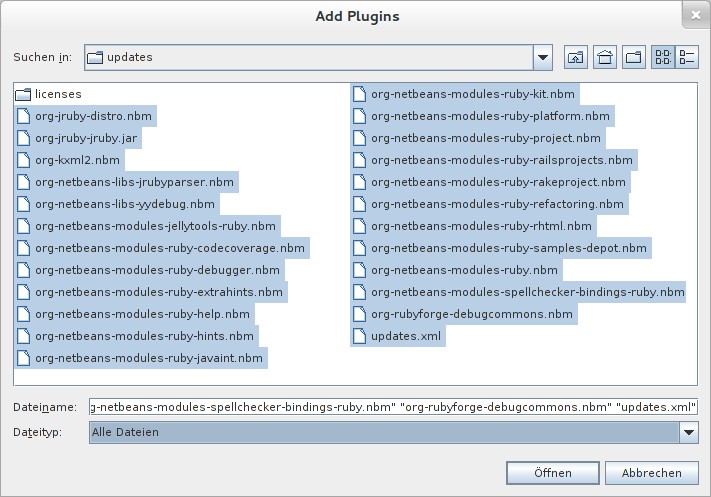 Add Plugins
Suchen in:
updates
licenses
org-jruby-distro.nbm
org-jruby-jruby.jar
org-kxml2.nbm
org-netbeans-libs-jrubyparser.nbm
org-netbeans-libs-yydebug.nbm
org-netbeans-modules-jellytools-ruby.nbm
org-netbeans-modules-ruby-codecoverage.nbm
org-netbeans-modules-ruby-debugger.nbm
org-netbeans-modules-ruby-extrahints.nbm
org-netbeans-modules-ruby-help.nbm
org-netbeans-modules-ruby-hints.nbm
org-netbeans-modules-ruby-javaint.nbm
org-netbeans-modules-ruby-kit.nbm
org-netbeans-modules-ruby-platform.nbm
org-netbeans-modules-ruby-project.nbm
org-netbeans-modules-ruby-railsprojects.nbm
org-netbeans-modules-ruby-rakeproject.nbm
org-netbeans-modules-ruby-refactoring.nbm
org-netbeans-modules-ruby-rhtml.nbm
org-netbeans-modules-ruby-samples-depot.nbm
org-netbeans-modules-ruby.nbm
org-netbeans-modules-spellchecker-bindings-ruby.nbm
org-rubyforge-debugcommons.nbm
updates.xml
Dateiname:
g-netbeans-modules-spellchecker-bindings-ruby.nbm" "org-rubyforge-debugcommons.nbm" "updates.xml"
Dateityp:
Alle Dateien
Öffnen
Abbrechen